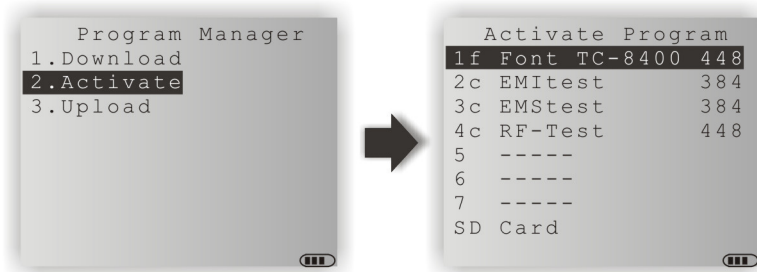 Program Manager
1.Download
2.Activate
3.Upload
Activate Program
1f Font TC-8400 448
2c EMItest 384
3c EMStest 384
4c RF-Test 448
5 -----
6 -----
7 -----
SD Card